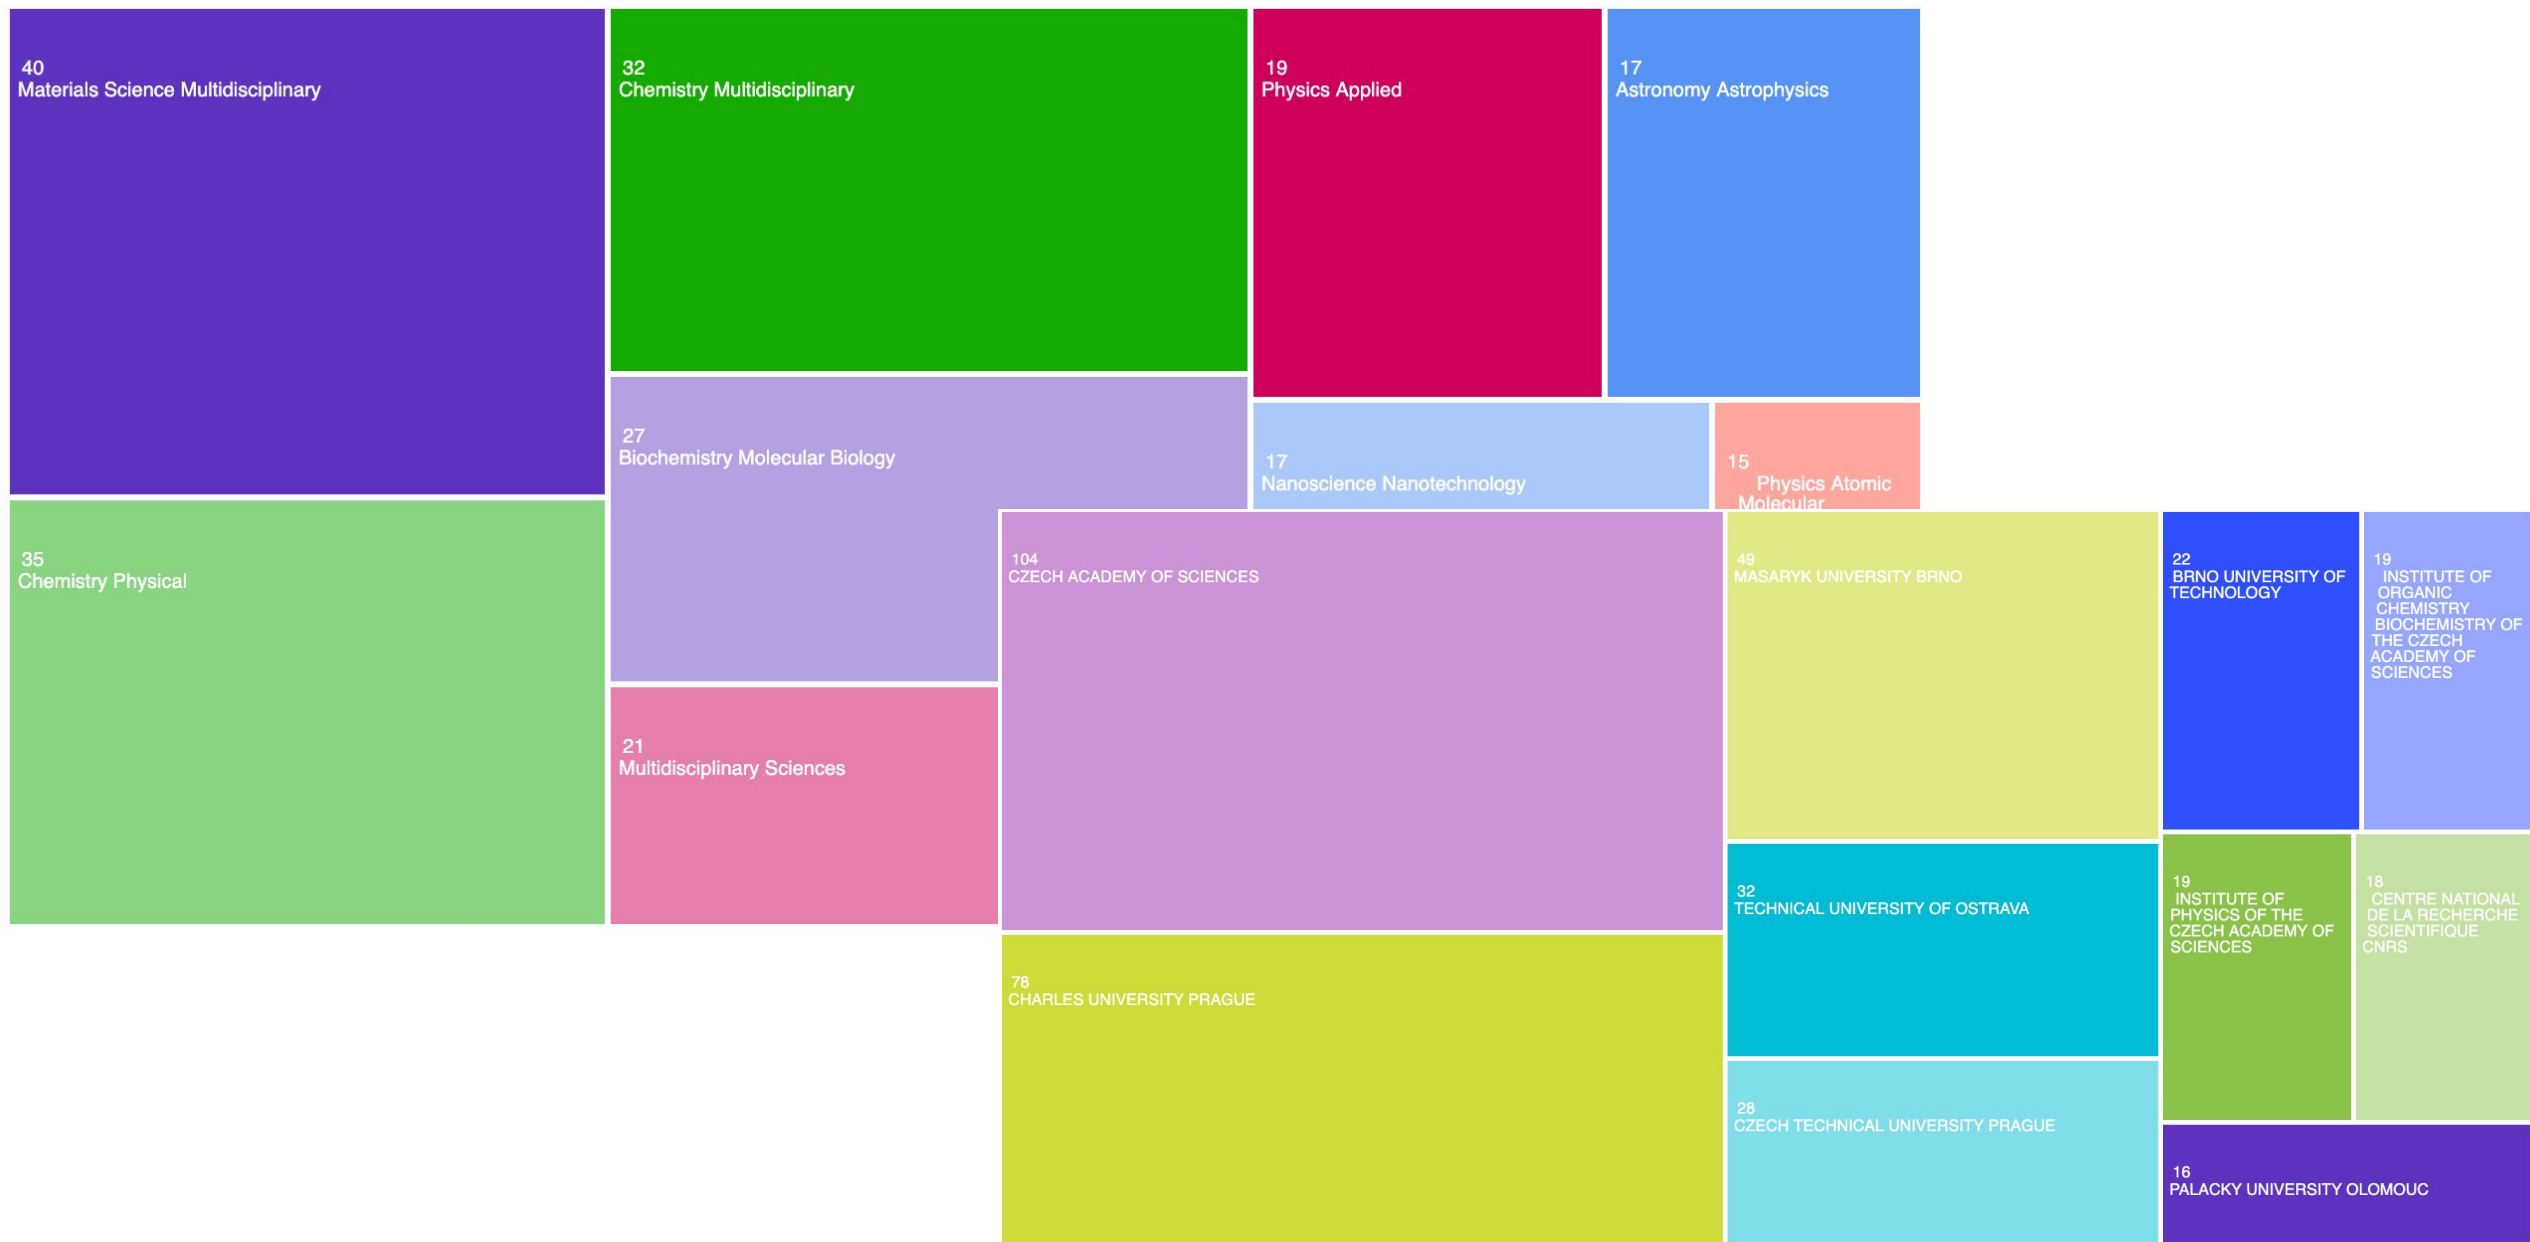 40
Materials Science Multidisciplinary
32
Chemistry Multidisciplinary
19
Physics Applied
17
Astronomy Astrophysics
27
Biochemistry Molecular Biology
17
Nanoscience Nanotechnology
15
Physics Atomic
Molecular
35
Chemistry Physical
21
Multidisciplinary Sciences
104
CZECH ACADEMY OF SCIENCES
49
MASARYK UNIVERSITY BRNO
22
BRNO UNIVERSITY OF
TECHNOLOGY
19
INSTITUTE OF
ORGANIC
CHEMISTRY
BIOCHEMISTRY OF
THE CZECH
ACADEMY OF
SCIENCES
32
TECHNICAL UNIVERSITY OF OSTRAVA
19
INSTITUTE OF
PHYSICS OF THE
CZECH ACADEMY OF
SCIENCES
18
CENTRE NATIONAL
DE LA RECHERCHE
SCIENTIFIQUE
CNRS
78
CHARLES UNIVERSITY PRAGUE
28
CZECH TECHNICAL UNIVERSITY PRAGUE
16
PALACKY UNIVERSITY OLOMOUC